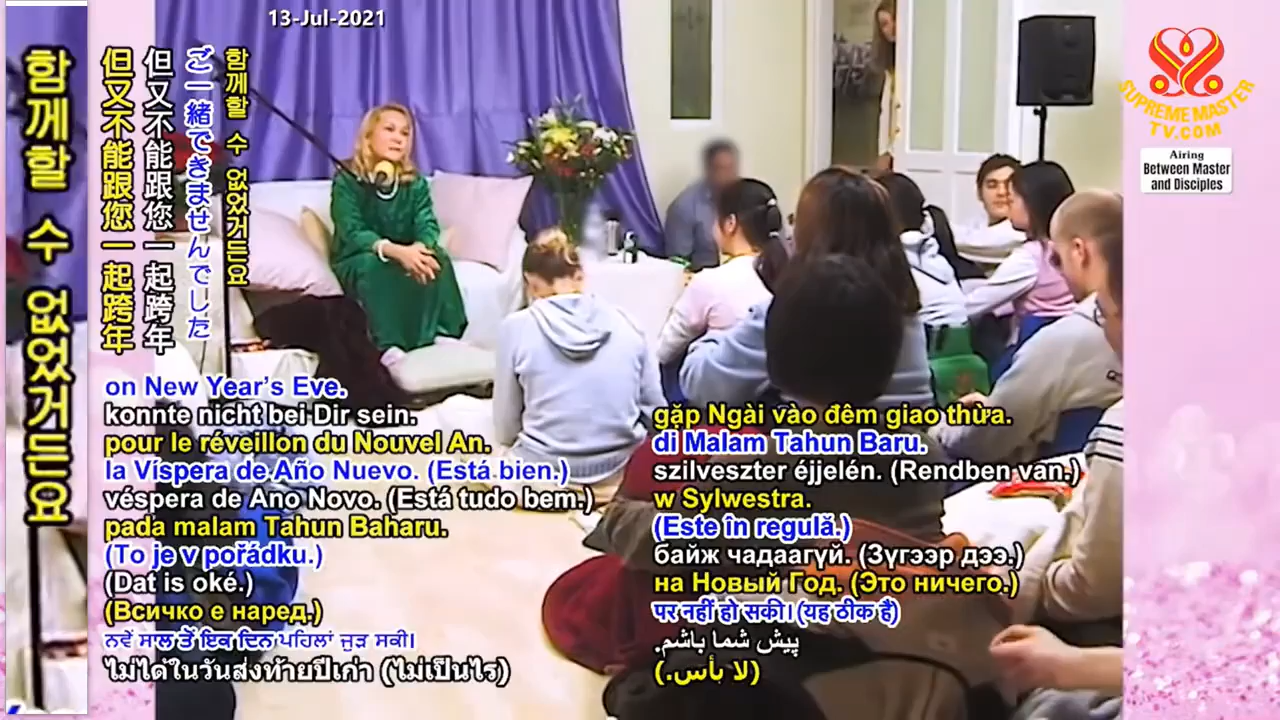 13-Jul-2021
SUPREME MASTER
TV.COM
Airing
Between Master
and Disciples
함께할 수 없었거든요
但又不能跟您一起跨年
但又不能跟您一起跨年
ご一緒できませんでした
함께할 수 없었거든요
on New Year’s Eve.
konnte nicht bei Dir sein.
pour le réveillon du Nouvel An.
la Víspera de Año Nuevo. (Está bien.)
véspera de Ano Novo. (Está tudo bem.)
pada malam Tahun Baharu.
(To je v pořádku.)
(Dat is oké.)
(Всичко е наред.)
ਨਵੇਂ ਸਾਲ ਤੋਂ ਇਕ ਦਿਨ ਪਹਿਲਾਂ ਜੁੜ ਸਕੀ।
ไม่ได้ในวันส่งท้ายปีเก่า (ไม่เป็นไร)
gặp Ngài vào đêm giao thừa.
di Malam Tahun Baru.
szilveszter éjjelén. (Rendben van.)
w Sylwestra.
(Este în regulă.)
байж чадаагүй. (Зүгээр дээ.)
на Новый Год. (Это ничего.)
पर नहीं हो सकी। (यह ठीक है)
پیش شما باشم.
(لا بأس.)